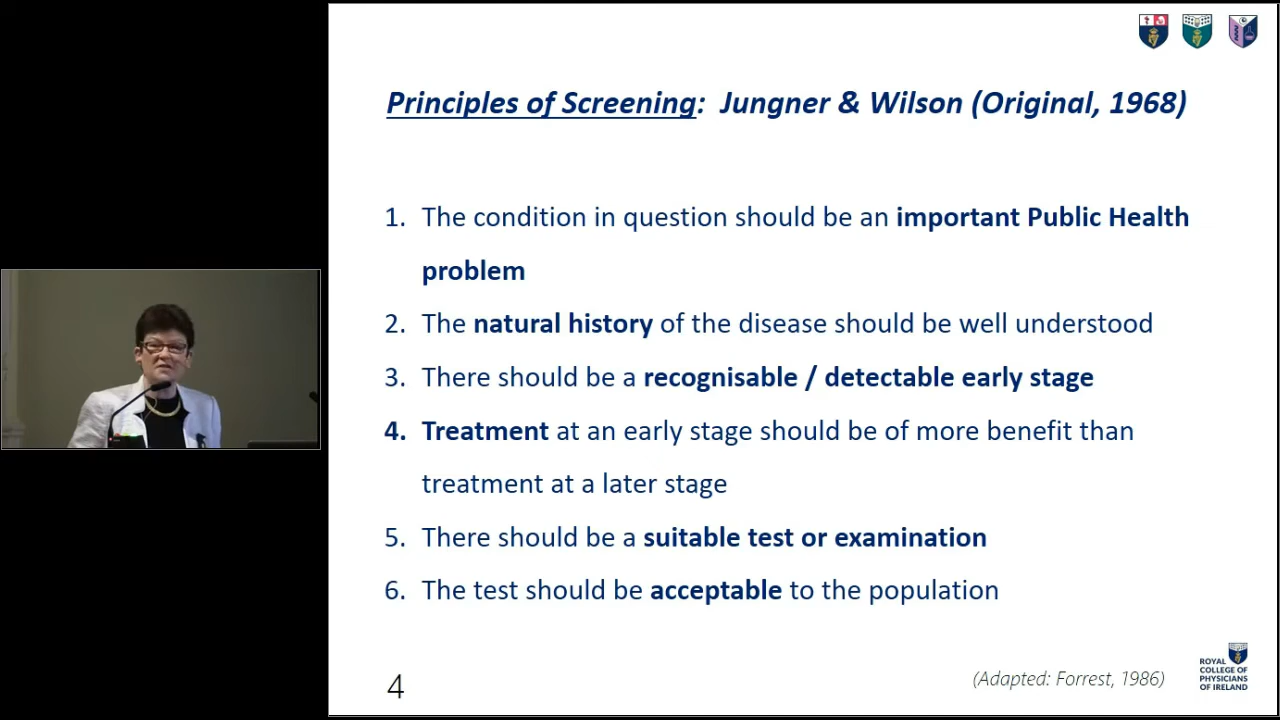 Principles of Screening: Jungner & Wilson (Original, 1968)
1. The condition in question should be an important Public Health
problem
2. The natural history of the disease should be well understood
3. There should be a recognisable / detectable early stage
4. Treatment at an early stage should be of more benefit than
treatment at a later stage
5. There should be a suitable test or examination
6. The test should be acceptable to the population
4
(Adapted: Forrest, 1986)
ROYAL
COLLEGE OF
PHYSICIANS
OF IRELAND